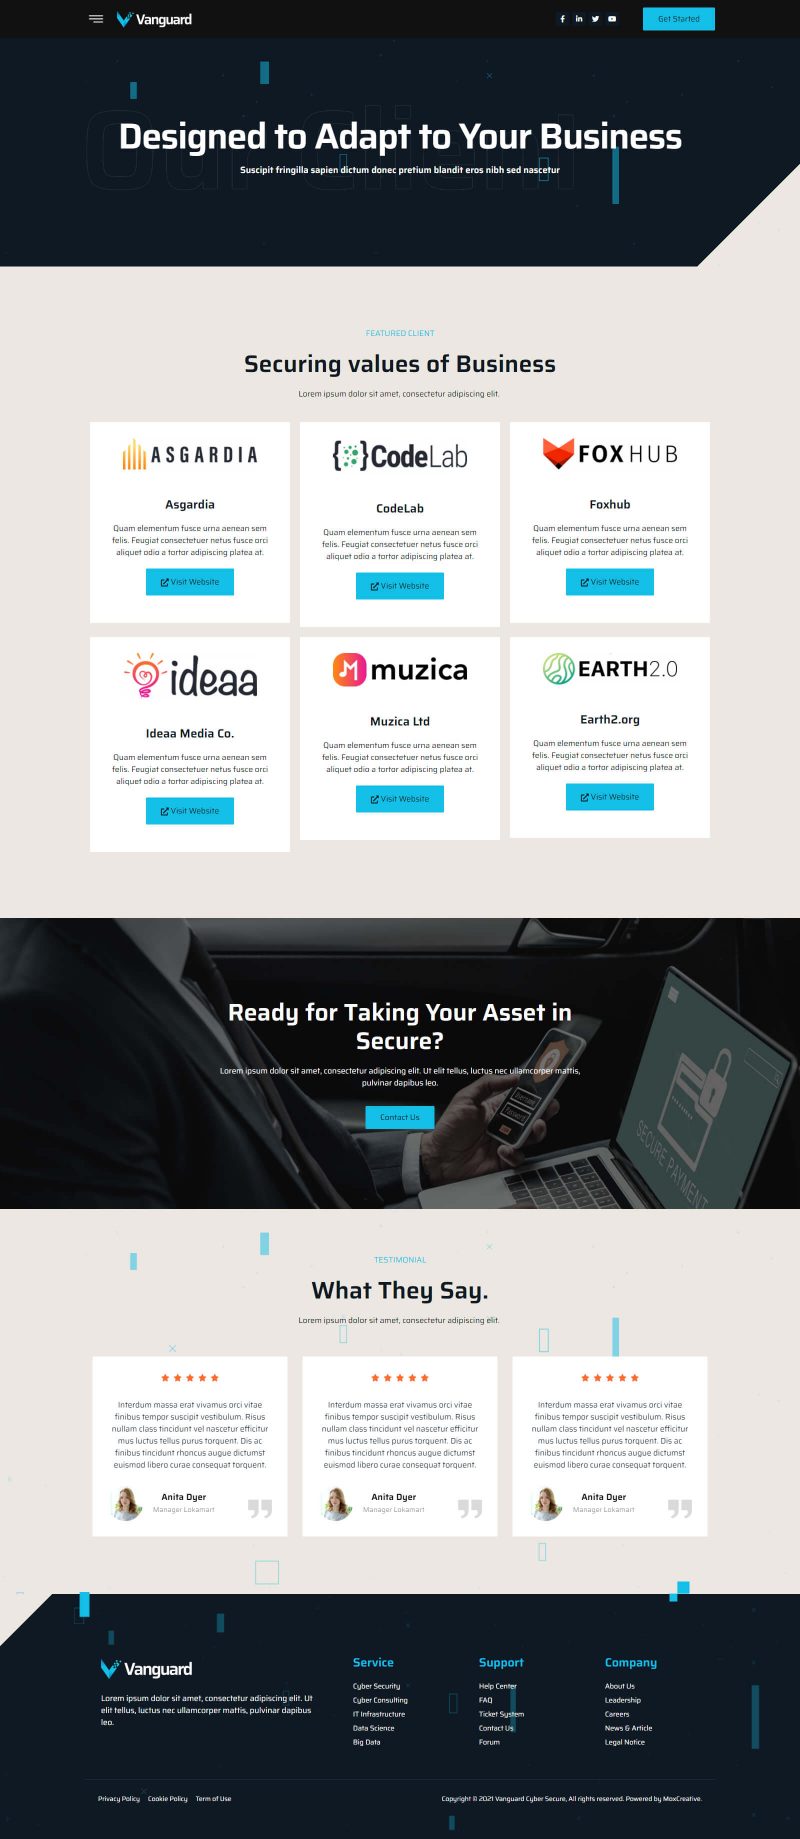 Vanguard
Get Started
Our Client
Designed to Adapt to Your Business
Suscipit fringilla sapien dictum donec pretium blandit eros nibh sed nascetur
FEATURED CLIENT
Securing values of Business
Lorem ipsum dolor sit amet, consectetur adipiscing elit.
ASGARDIA
Asgardia
Quam elementum fusce urna aenean sem
felis. Feugiat consectetuer netus fusce orci
aliquet odio a tortor adipiscing platea at.
Visit Website
{CodeLab
CodeLab
Quam elementum fusce urna aenean sem
felis. Feugiat consectetuer netus fusce orci
aliquet odio a tortor adipiscing platea at.
Visit Website
FOXHUB
Foxhub
Quam elementum fusce urna aenean sem
felis. Feugiat consectetuer netus fusce orci
aliquet odio a tortor adipiscing platea at.
Visit Website
ideaa
Ideaa Media Co.
Quam elementum fusce urna aenean sem
felis. Feugiat consectetuer netus fusce orci
aliquet odio a tortor adipiscing platea at.
Visit Website
muzica
Muzica Ltd
Quam elementum fusce urna aenean sem
felis. Feugiat consectetuer netus fusce orci
aliquet odio a tortor adipiscing platea at.
Visit Website
EARTH2.0
Earth2.org
Quam elementum fusce urna aenean sem
felis. Feugiat consectetuer netus fusce orci
aliquet odio a tortor adipiscing platea at.
Visit Website
Ready for Taking Your Asset in
Secure?
Lorem ipsum dolor sit amet, consectetur adipiscing elit. Ut elit tellus, luctus nec ullamcorper mattis,
pulvinar dapibus leo.
Contact Us
Username
Password
SECURE PAYMENT
TESTIMONIAL
What They Say.
Lorem ipsum dolor sit amet, consectetur adipiscing elit.
Interdum massa erat vivamus orci vitae
finibus tempor suscipit vestibulum. Risus
nullam class tincidunt vel nascetur efficitur
mus luctus tellus purus torquent. Dis ac
finibus tincidunt rhoncus augue dictumst
euismod libero curae consequat torquent.
Anita Dyer
Manager Lokamart
Interdum massa erat vivamus orci vitae
finibus tempor suscipit vestibulum. Risus
nullam class tincidunt vel nascetur efficitur
mus luctus tellus purus torquent. Dis ac
finibus tincidunt rhoncus augue dictumst
euismod libero curae consequat torquent.
Anita Dyer
Manager Lokamart
Interdum massa erat vivamus orci vitae
finibus tempor suscipit vestibulum. Risus
nullam class tincidunt vel nascetur efficitur
mus luctus tellus purus torquent. Dis ac
finibus tincidunt rhoncus augue dictumst
euismod libero curae consequat torquent.
Anita Dyer
Manager Lokamart
Vanguard
Lorem ipsum dolor sit amet, consectetur adipiscing elit. Ut
elit tellus, luctus nec ullamcorper mattis, pulvinar dapibus
leo.
Service
Cyber Security
Cyber Consulting
IT Infrastructure
Data Science
Big Data
Support
Help Center
FAQ
Ticket System
Contact Us
Forum
Company
About Us
Leadership
Careers
News & Article
Legal Notice
Privacy Policy Cookie Policy Term of Use
Copyright © 2021 Vanguard Cyber Secure, All rights reserved. Powered by MoxCreative.